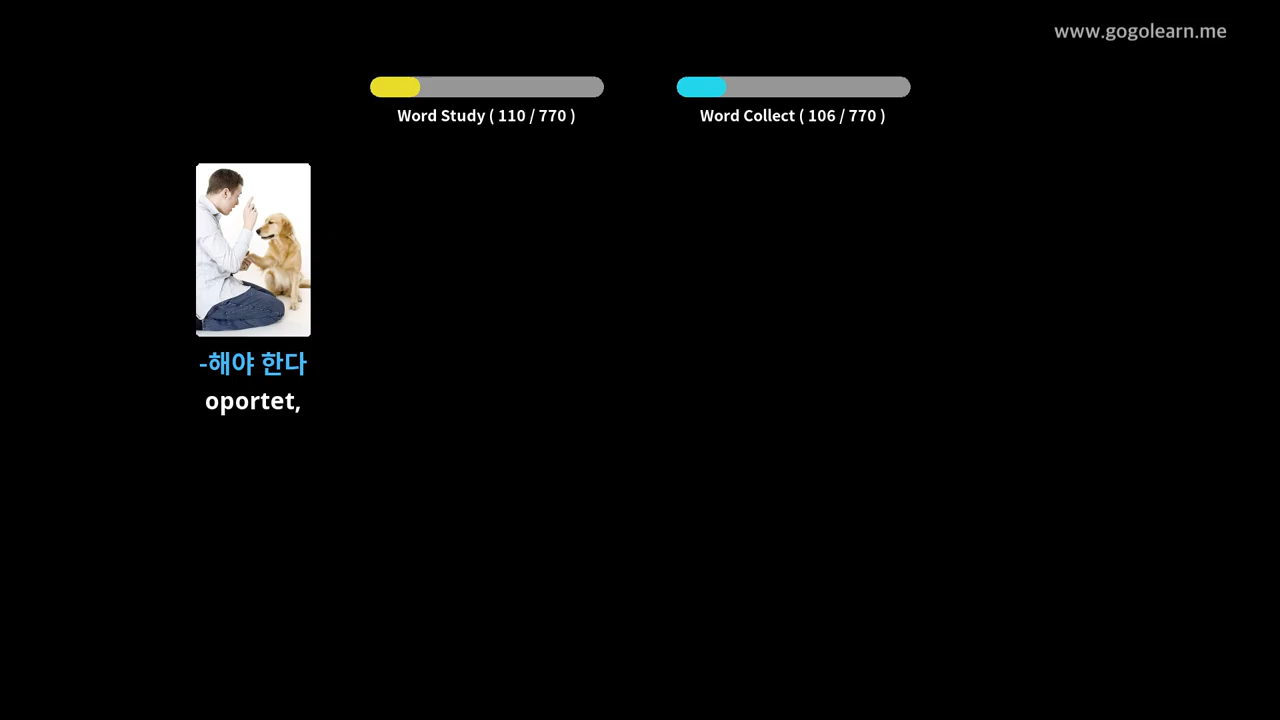 www.gogolearn.me
Word Study ( 110 / 770 )
Word Collect ( 106 / 770 )
-해야 한다
oportet,